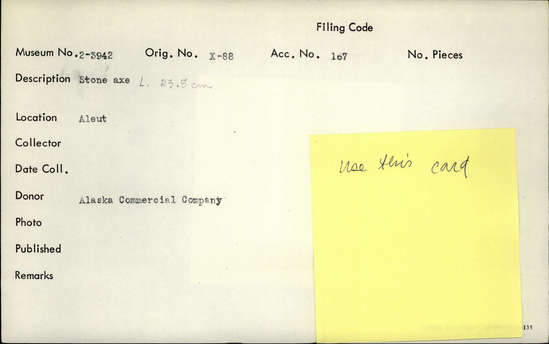 Filing Code
Museum No. 2-3942 Orig. No. X-88 Acc. No. 167 No. Pieces
Description Stone axe L. 23.5 cm
Location Aleut
Collector
use this card
Date Coll.
Donor Alaska Commercial Company
Photo
Published
Remarks